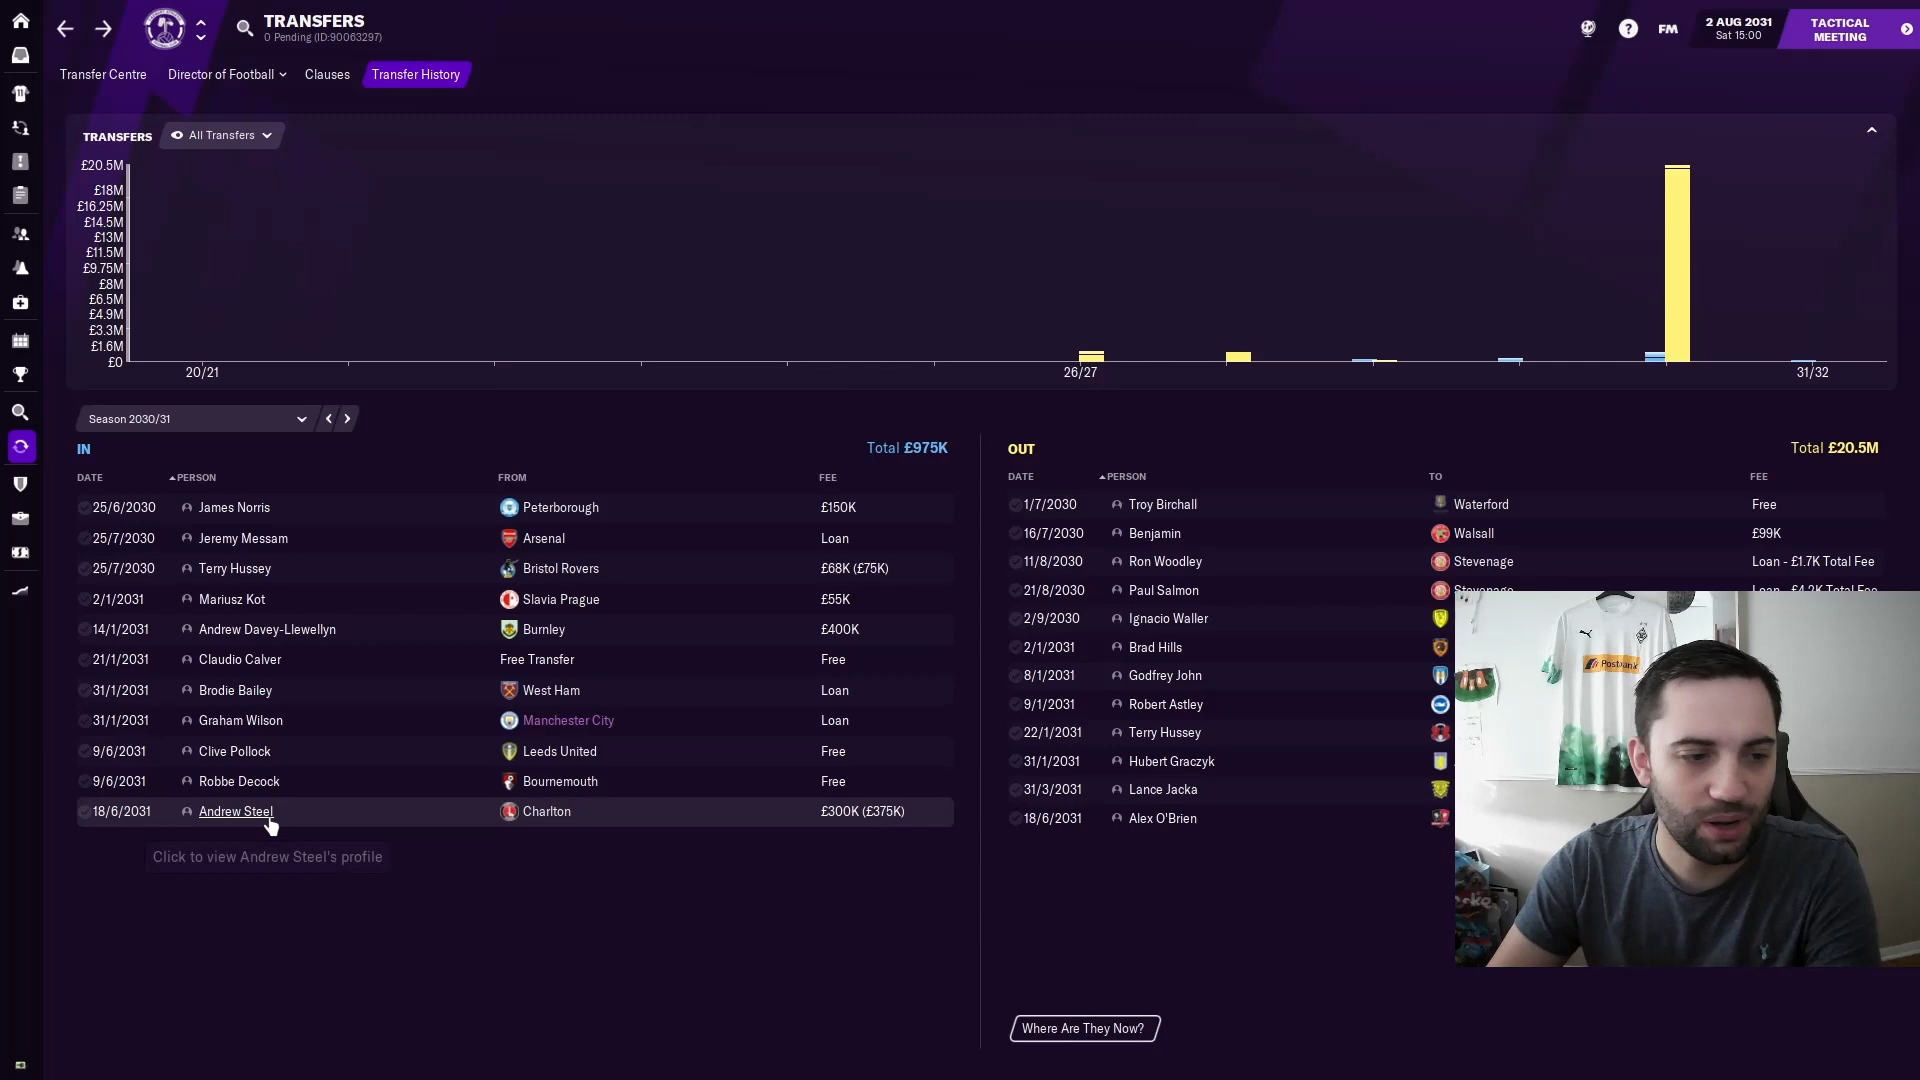 TRANSFERS
0 Pending (ID:90063297)
FM
2 AUG 2031
Sat 15:00
TACTICAL
MEETING
Transfer Centre
Director of Football
Clauses
Transfer History
TRANSFERS
All Transfers
£20.5M
£18M
£16.25M
£14.5M
£13M
£11.5M
£9.75M
£8M
£6.5M
£4.9M
£3.3M
£1.6M
£0
20/21
26/27
31/32
Season 2030/31
IN
Total £975K
DATE PERSON FROM FEE
25/6/2030 James Norris Peterborough £150K
25/7/2030 Jeremy Messam Arsenal Loan
25/7/2030 Terry Hussey Bristol Rovers £68K (£75K)
2/1/2031 Mariusz Kot Slavia Prague £55K
14/1/2031 Andrew Davey-Llewellyn Burnley £400K
21/1/2031 Claudio Calver Free Transfer Free
31/1/2031 Brodie Bailey West Ham Loan
31/1/2031 Graham Wilson Manchester City Loan
9/6/2031 Clive Pollock Leeds United Free
9/6/2031 Robbe Decock Bournemouth Free
18/6/2031 Andrew Steel Charlton £300K (£375K)
Click to view Andrew Steel's profile
OUT
Total £20.5M
DATE PERSON TO FEE
1/7/2030 Troy Birchall Waterford Free
16/7/2030 Benjamin Walsall £99K
11/8/2030 Ron Woodley Stevenage Loan - £1.7K Total Fee
21/8/2030 Paul Salmon Stevenage Loan - £4.2K Total Fee
2/9/2030 Ignacio Waller
2/1/2031 Brad Hills
8/1/2031 Godfrey John
9/1/2031 Robert Astley
22/1/2031 Terry Hussey
31/1/2031 Hubert Graczyk
31/3/2031 Lance Jacka
18/6/2031 Alex O'Brien
Postbank
Where Are They Now?